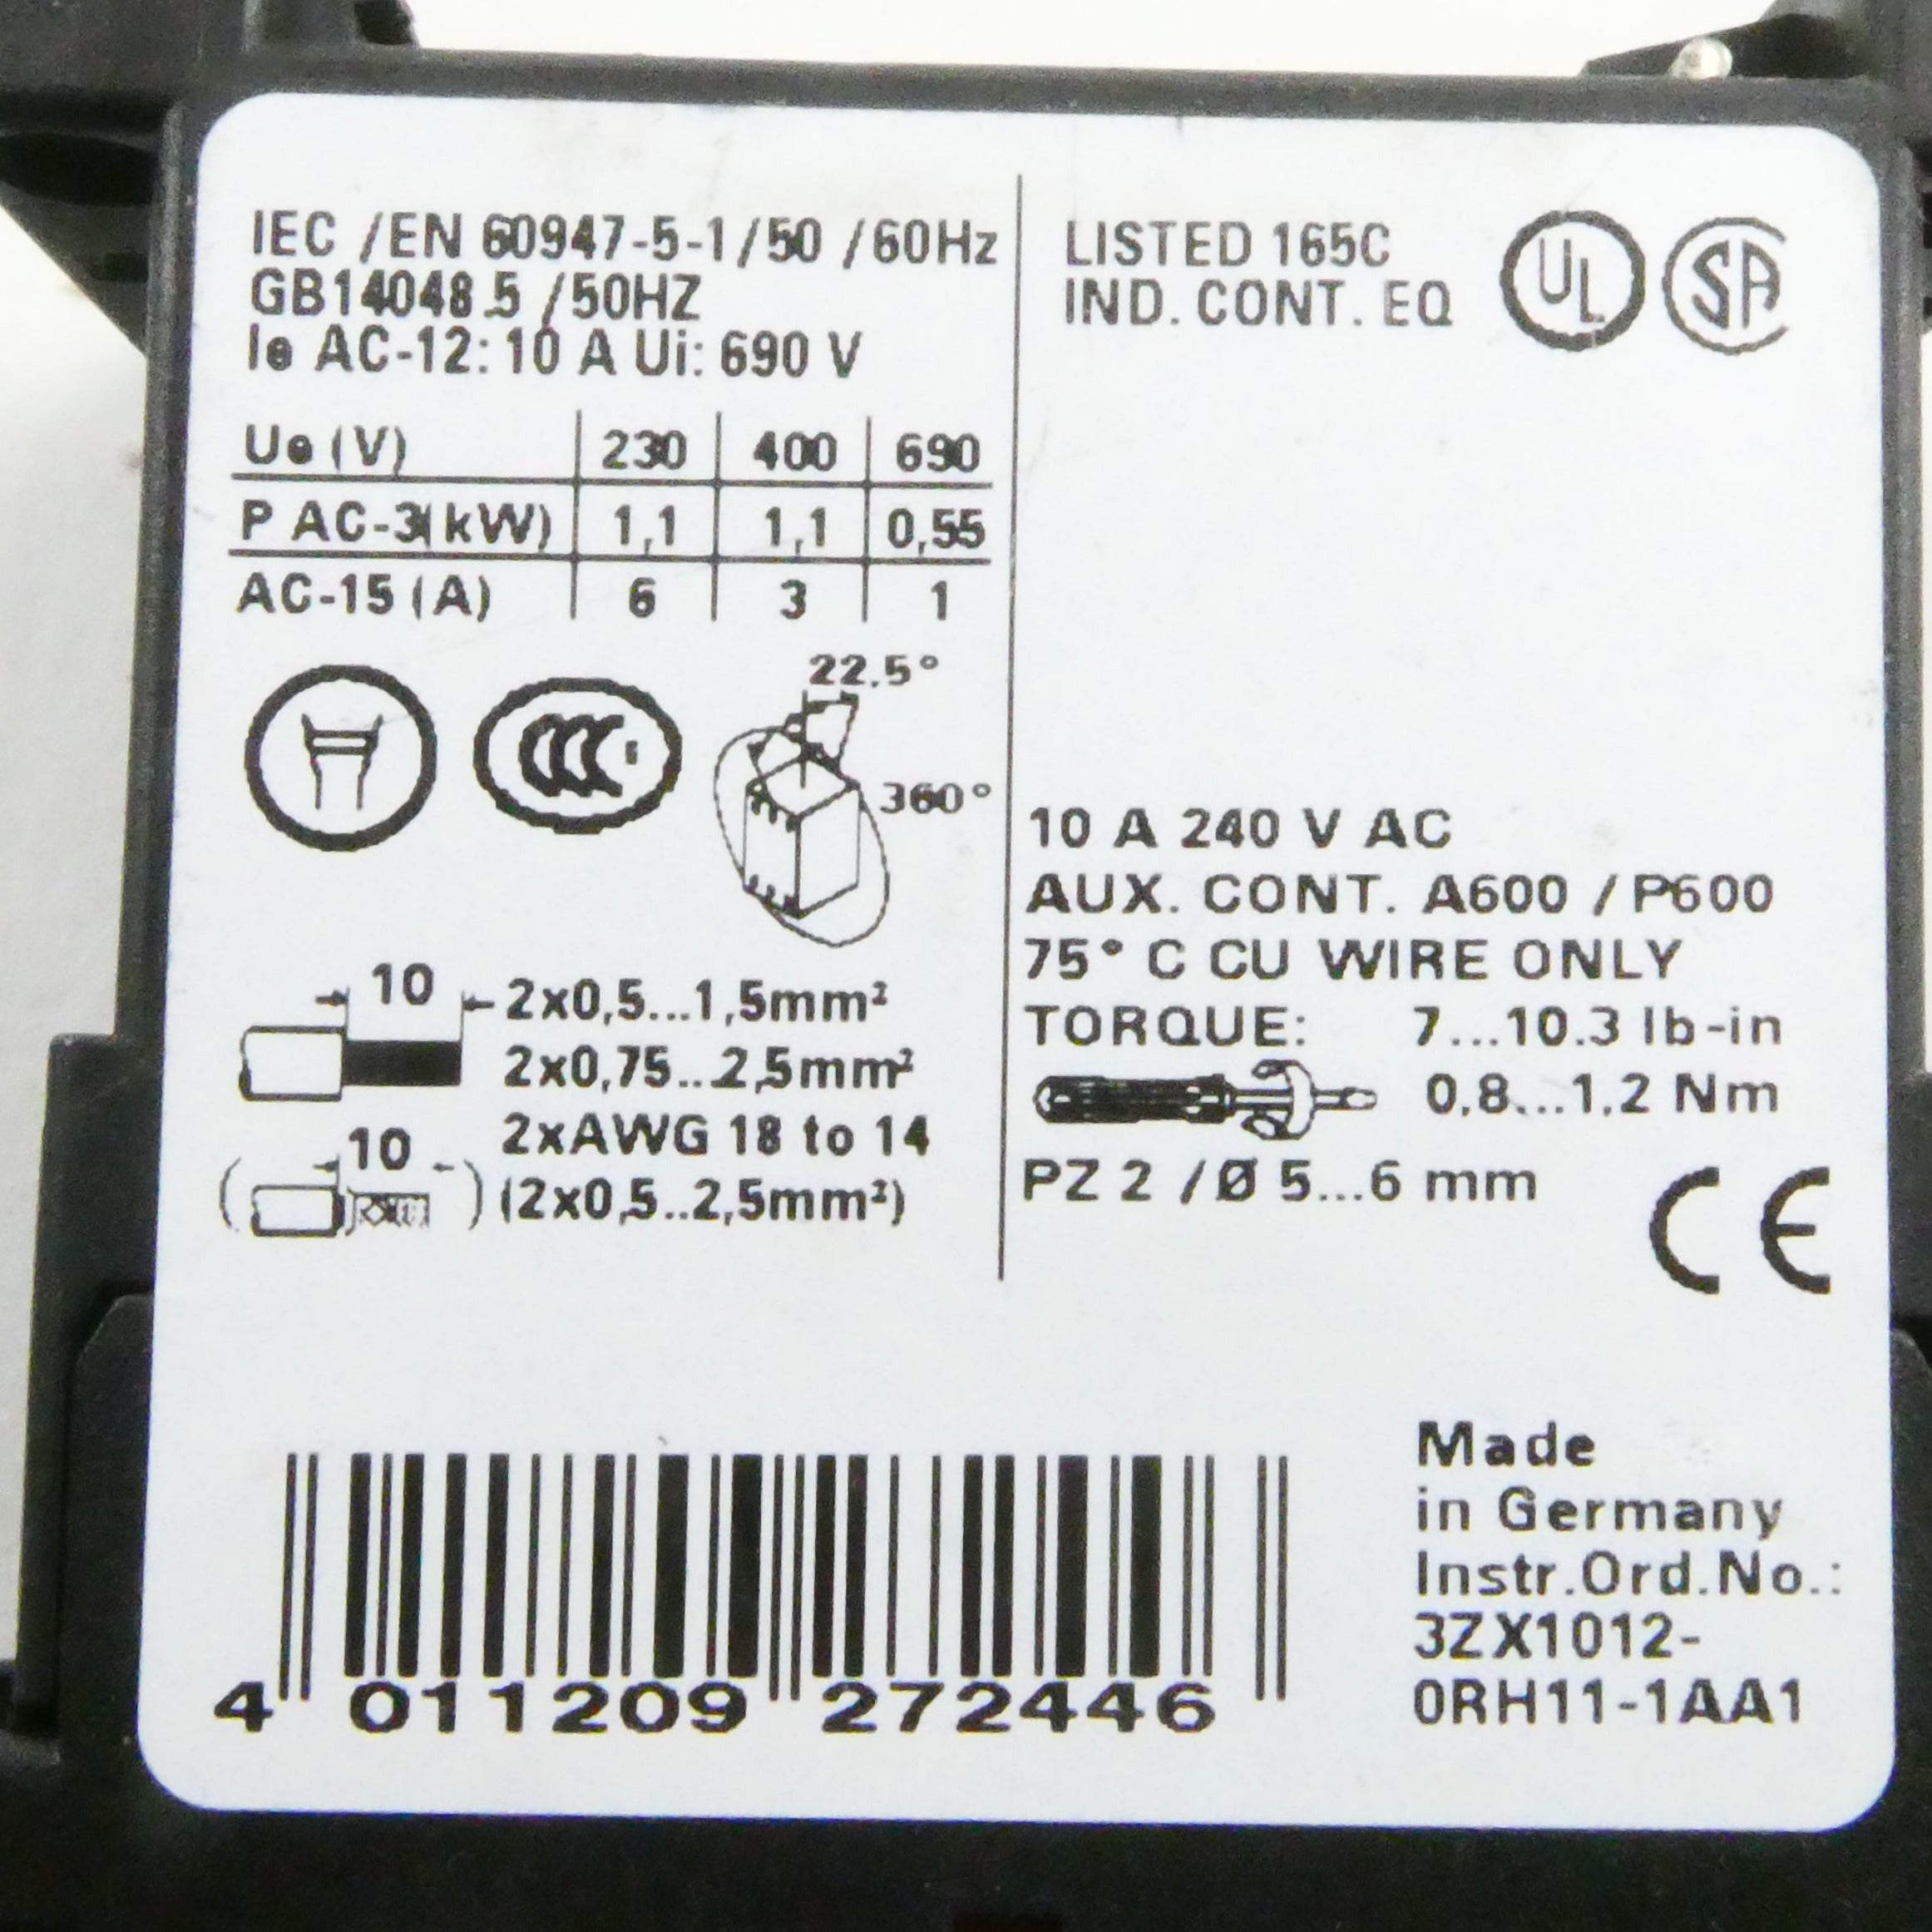 IEC /EN 60947-5-1/50 /60Hz
GB14048.5 /50HZ
Ie AC-12: 10 A Ui: 690 V
Ue (V) 230 400 690
P AC-3(kW) 1,1 1,1 0,55
AC-15 (A) 6 3 1
CCC
22.5°
360°
10
2x0,5...1,5mm²
2x0,75...2,5mm²
2xAWG 18 to 14
10
(2x0,5..2,5mm²)
LISTED 165C
IND. CONT. EQ
UL
SA
10 A 240 V AC
AUX. CONT. A600 / P600
75° C CU WIRE ONLY
TORQUE: 7...10.3 lb-in
0,8...1,2 Nm
PZ 2 / Ø 5...6 mm
CE
4 011209 272446
Made
in Germany
Instr.Ord.No.:
3ZX1012-
0RH11-1AA1